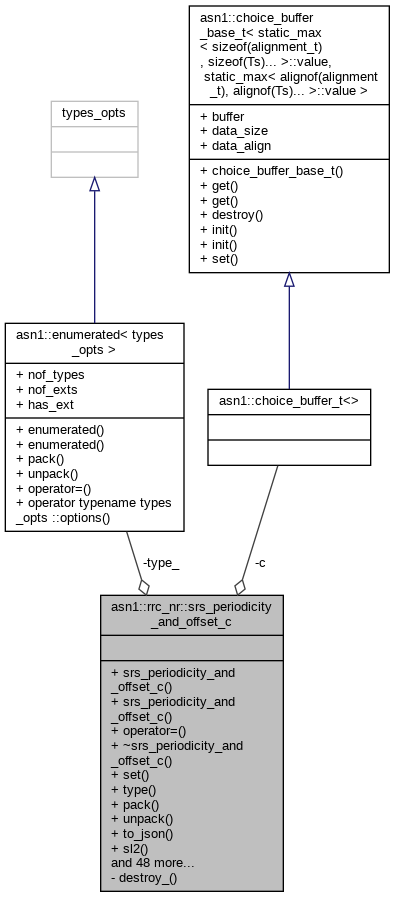 asn1::choice_buffer
_base_t< static_max
< sizeof(alignment_t)
, sizeof(Ts)... >::value,
static_max< alignof(alignment
_t), alignof(Ts)... >::value >
+ buffer
+ data_size
+ data_align
+ choice_buffer_base_t()
+ get()
+ get()
+ destroy()
+ init()
+ init()
+ set()
types_opts
asn1::enumerated< types
_opts >
+ nof_types
+ nof_exts
+ has_ext
+ enumerated()
+ enumerated()
+ pack()
+ unpack()
+ operator=()
+ operator typename types
_opts ::options()
asn1::choice_buffer_t<>
-type_
-c
asn1::rrc_nr::srs_periodicity
_and_offset_c
+ srs_periodicity_and
_offset_c()
+ srs_periodicity_and
_offset_c()
+ operator=()
+ ~srs_periodicity_and
_offset_c()
+ set()
+ type()
+ pack()
+ unpack()
+ to_json()
+ sl2()
and 48 more...
- destroy_()